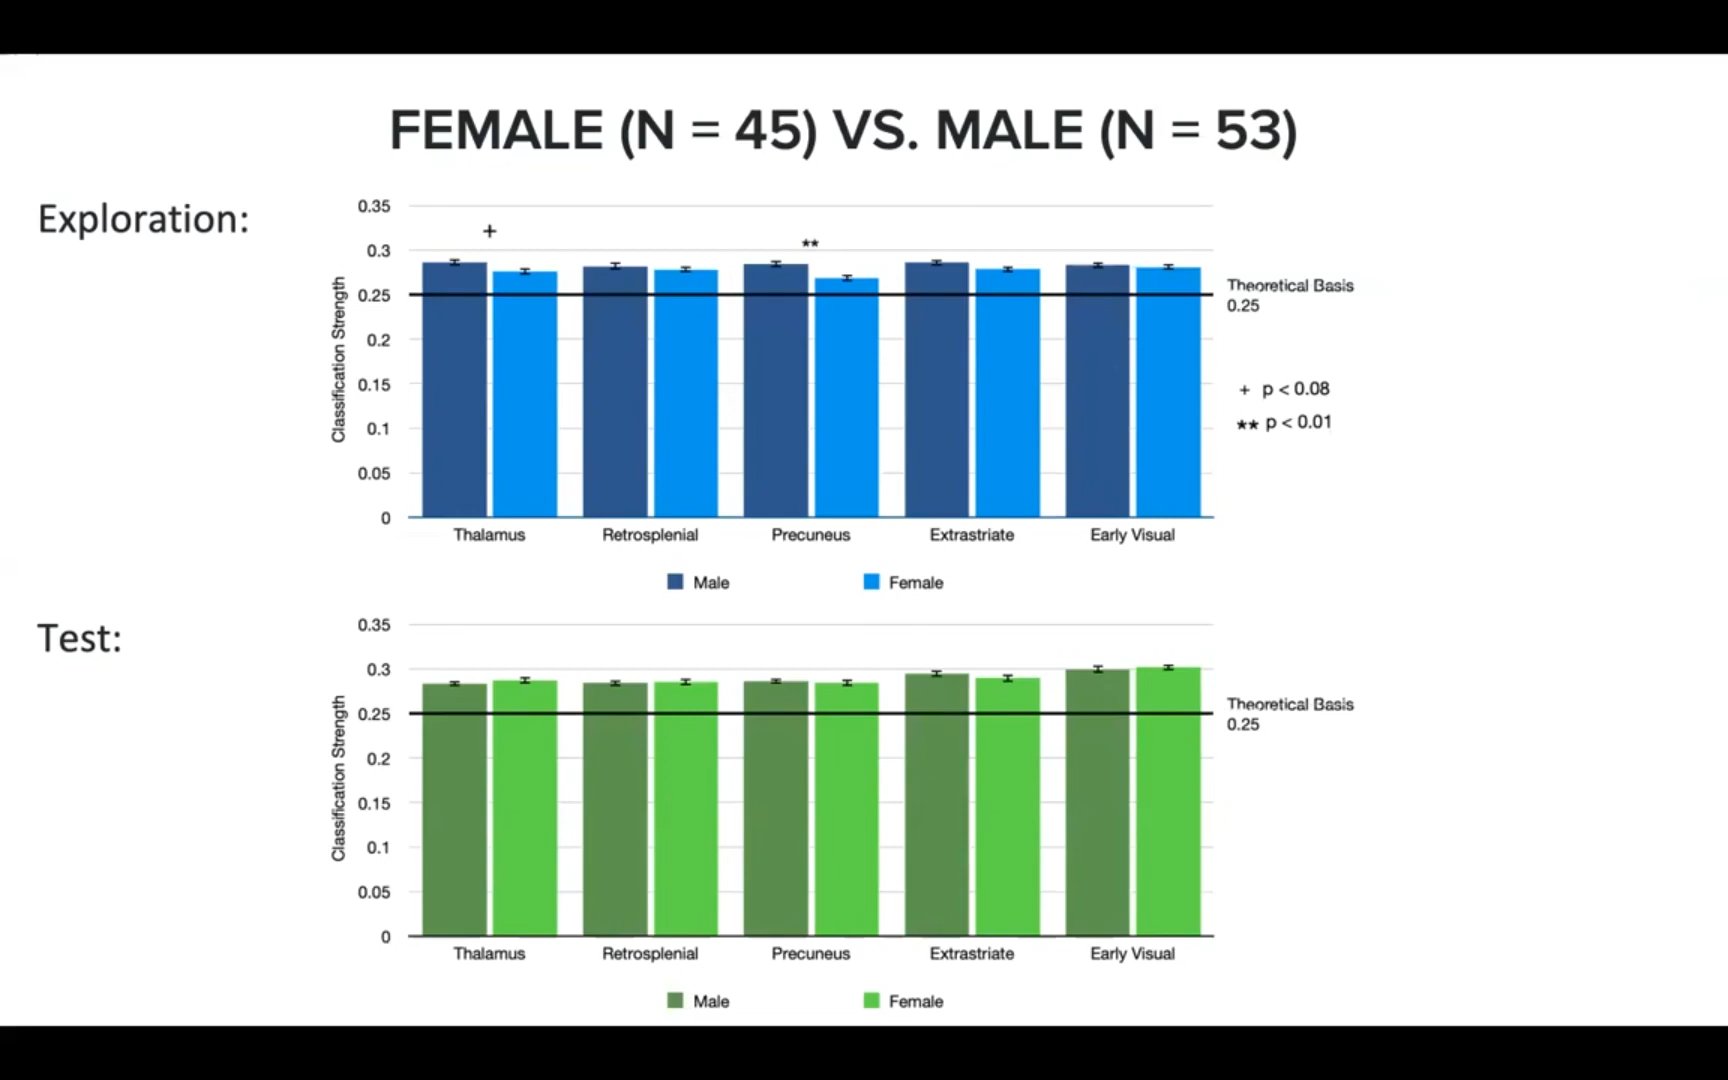 FEMALE (N = 45) VS. MALE (N = 53)
Exploration:
0.35
0.3
0.25
0.2
0.15
0.1
0.05
0
Classification Strength
+
**
Theoretical Basis
0.25
+ p < 0.08
** p < 0.01
Thalamus Retrosplenial Precuneus Extrastriate Early Visual
Male Female
Test:
0.35
0.3
0.25
0.2
0.15
0.1
0.05
0
Classification Strength
Theoretical Basis
0.25
Thalamus Retrosplenial Precuneus Extrastriate Early Visual
Male Female